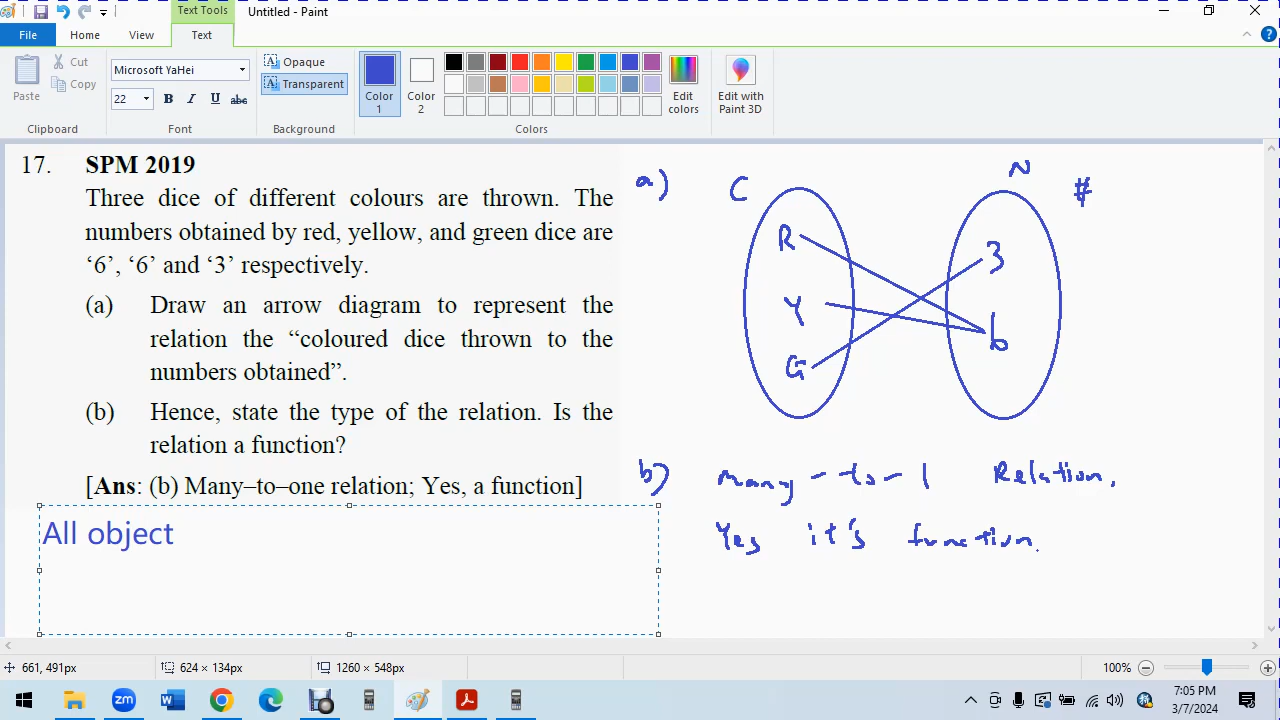 Text Tools
Untitled - Paint
File
Home
View
Text
Paste
Cut
Copy
Clipboard
Microsoft YaHei
22
B I U abc
Font
Opaque
Transparent
Background
Color 1
Color 2
Colors
Edit colors
Edit with Paint 3D
17. SPM 2019
Three dice of different colours are thrown. The
numbers obtained by red, yellow, and green dice are
‘6’, ‘6’ and ‘3’ respectively.
(a) Draw an arrow diagram to represent the
relation the “coloured dice thrown to the
numbers obtained”.
(b) Hence, state the type of the relation. Is the
relation a function?
[Ans: (b) Many–to–one relation; Yes, a function]
All object
a) C N #
R
Y
G
3
6
b) many - to - 1 Relation.
Yes it's function.
661, 491px
624 × 134px
1260 × 548px
100%
zm
7:05 PM
3/7/2024